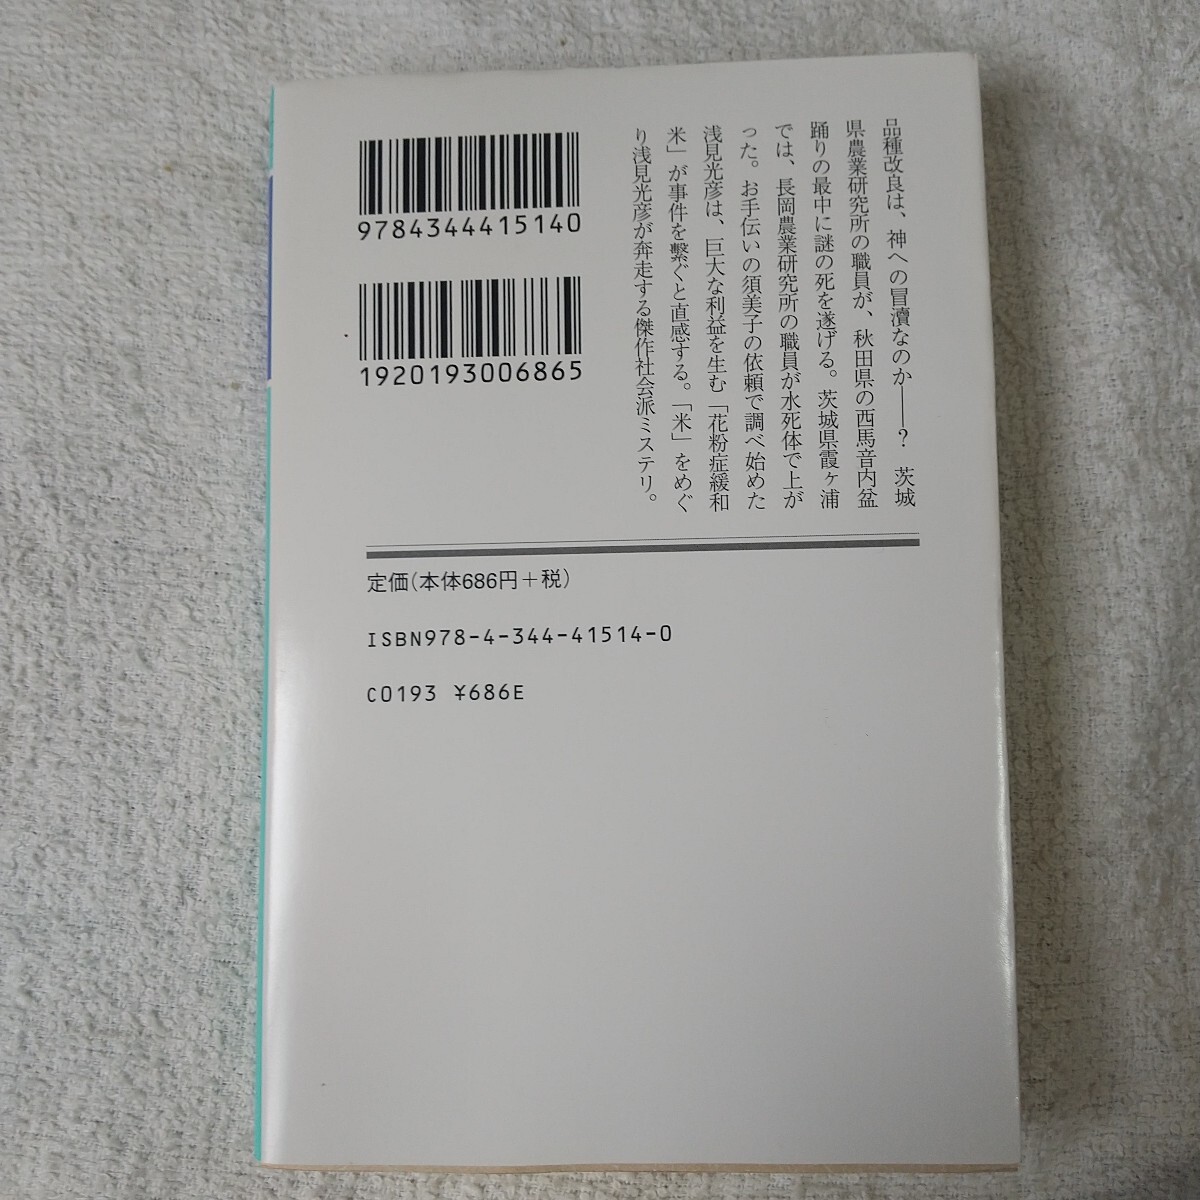 品種改良は、神への冒瀆なのか——？　茨城
県農業研究所の職員が、秋田県の西馬音内盆
踊りの最中に謎の死を遂げる。茨城県霞ヶ浦
では、長岡農業研究所の職員が水死体で上が
った。お手伝いの須美子の依頼で調べ始めた
浅見光彦は、巨大な利益を生む「花粉症緩和
米」が事件を繫ぐと直感する。「米」をめぐ
り浅見光彦が奔走する傑作社会派ミステリ。
9784344415140
1920193006865
定価(本体686円＋税)
ISBN978-4-344-41514-0
C0193 ¥686E